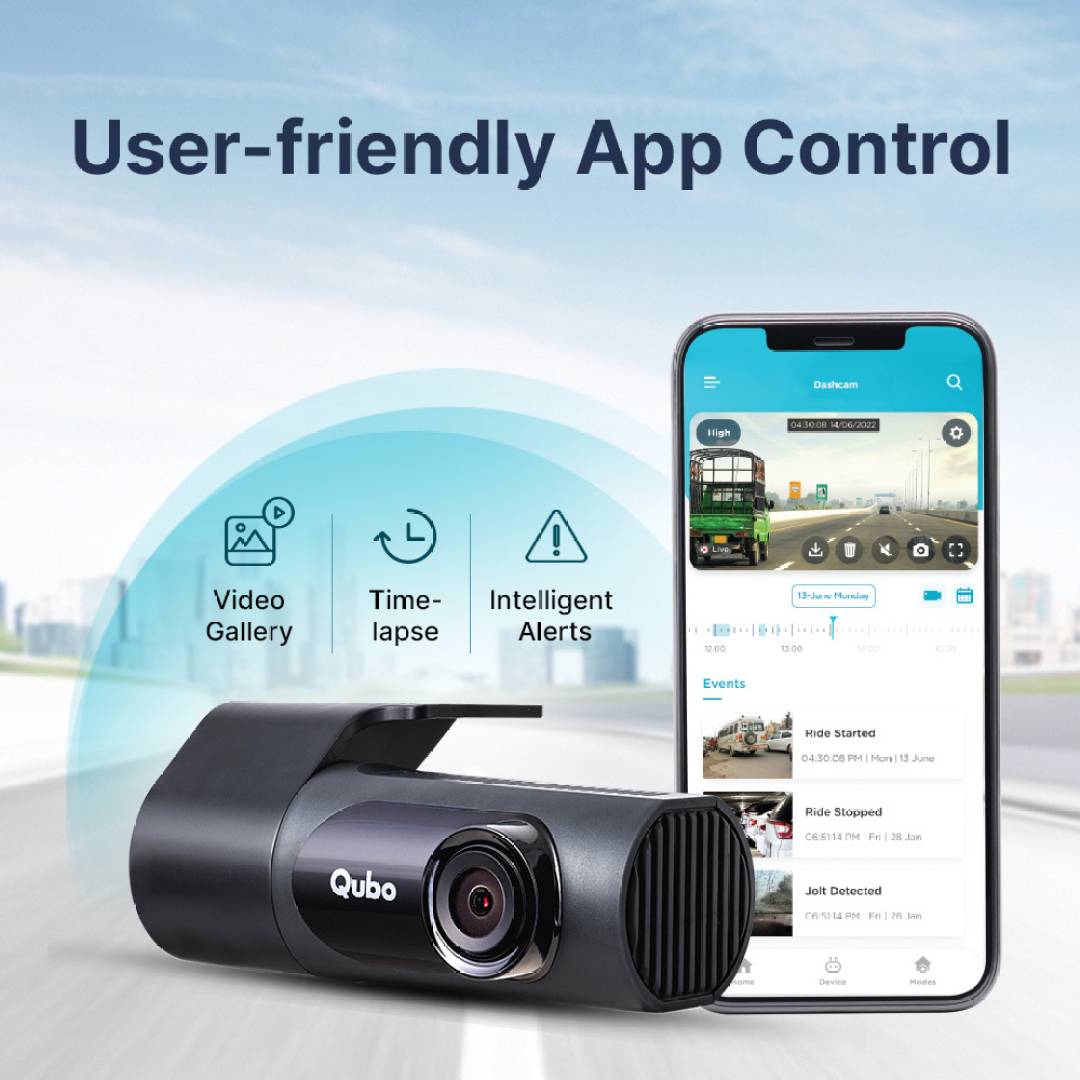 User-friendly App Control
Dashcam
High
04:30:08 14/06/2022
Live
13-June Monday
12:00 13:00 14:00
Events
Ride Started
04:30:08 PM | Mon | 13 June
Ride Stopped
06:51:14 PM Fri | 28 Jan
Jolt Detected
06:51:14 PM Fri | 28 Jan
Device
Modes
Video
Gallery
Time-
lapse
Intelligent
Alerts
Qubo